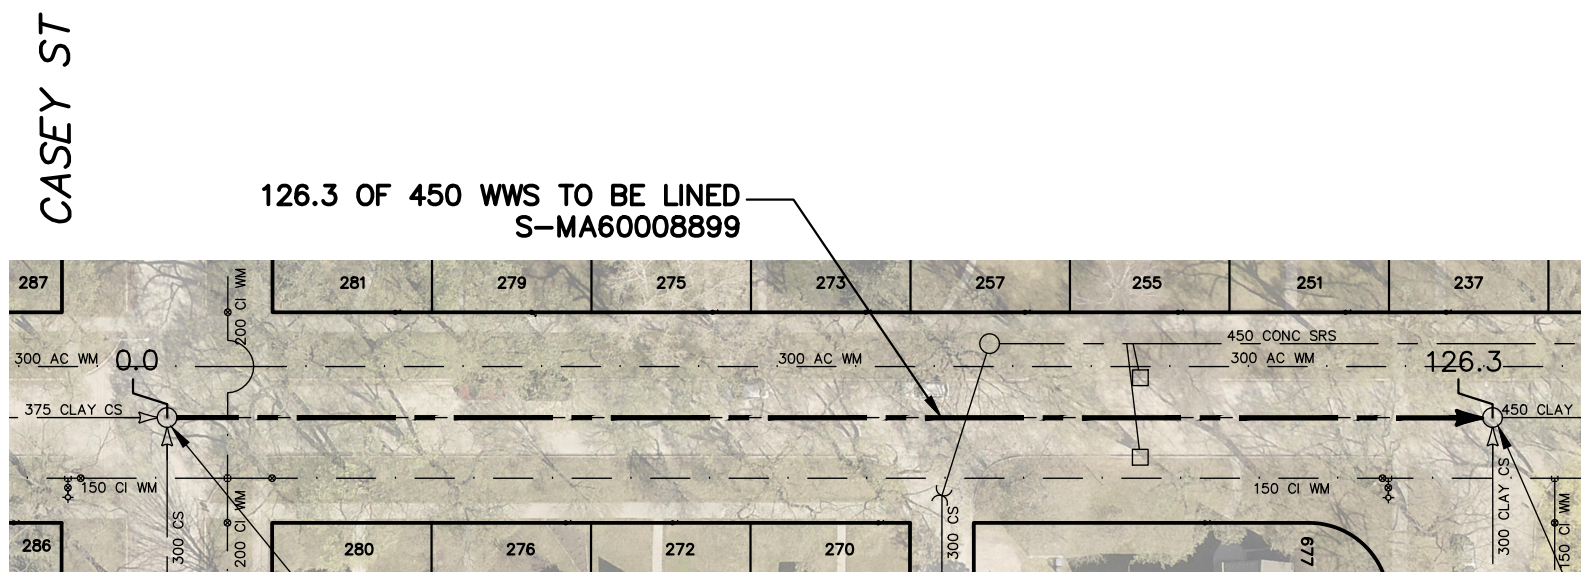 CASEY ST
126.3 OF 450 WWS TO BE LINED
S-MA60008899
287
281
279
275
273
257
255
251
237
200 CI WM
450 CONC SRS
300 AC WM
0.0
300 AC WM
300 AC WM
126.3
375 CLAY CS
450 CLAY
150 CI WM
150 CI WM
300 CS
200 CI WM
300 CS
300 CLAY CS
150 CI WM
286
280
276
272
270
677